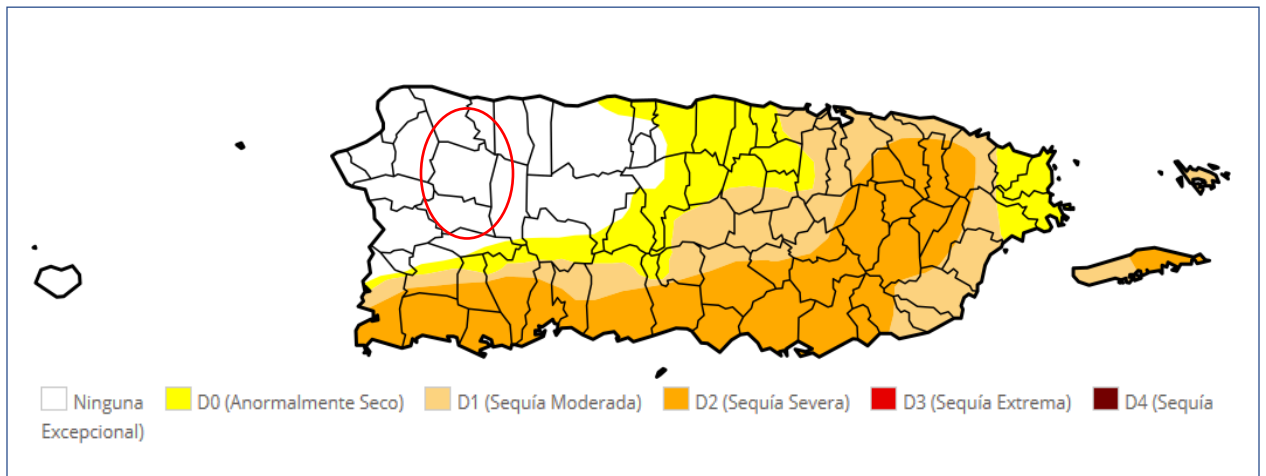 Ninguna D0 (Anormalmente Seco) D1 (Sequía Moderada) D2 (Sequía Severa) D3 (Sequía Extrema) D4 (Sequía
Excepcional)